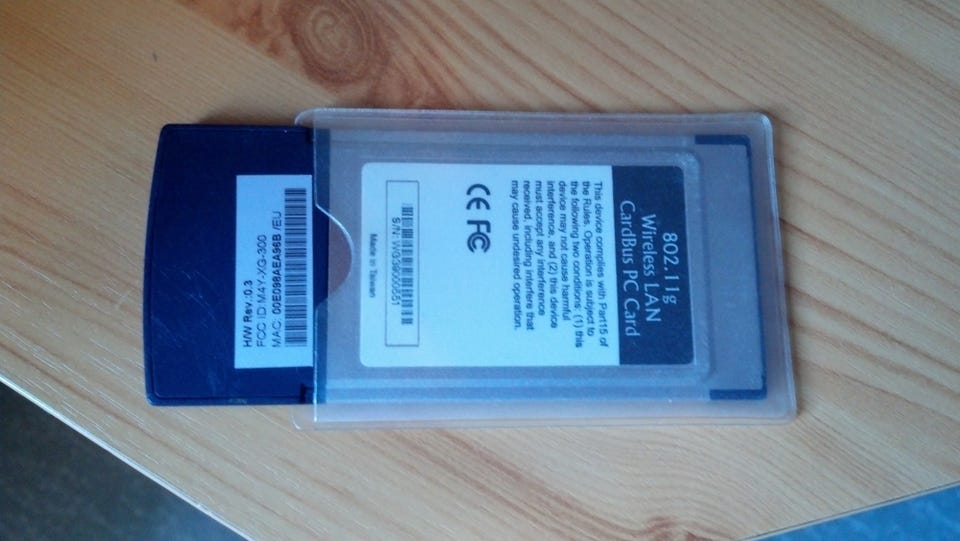 802.11g
Wireless LAN
CardBus PC Card
This device complies with Part15 of
the Rules. Operation is subject to
the following two conditions: (1) this
device may not cause harmful
interference, and (2) this device
must accept any interference
received, including interference that
may cause undesired operation.
CE FC
S/N: WG39000551
Made in Taiwan
H/W Rev.:0.3
FCC ID:M4Y-XG-300
MAC: 00E098AEA96B /EU